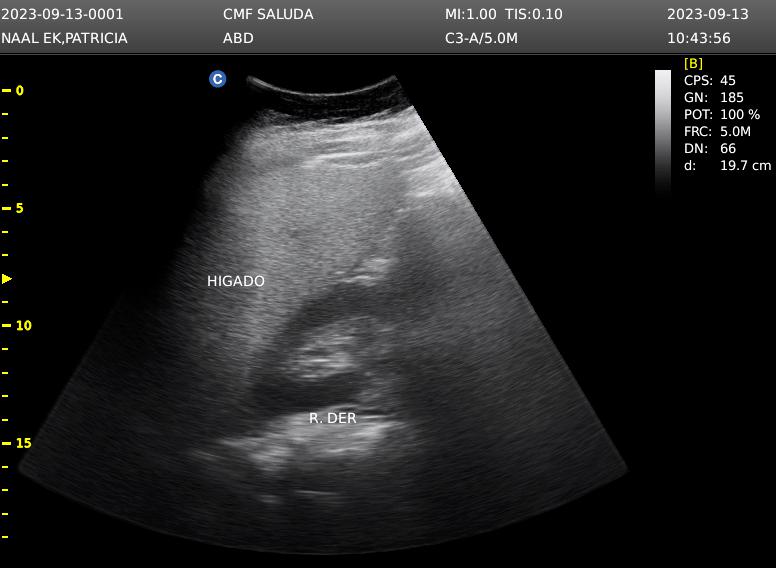 2023-09-13-0001 CMF SALUDA MI:1.00 TIS:0.10 2023-09-13
NAAL EK,PATRICIA ABD C3-A/5.0M 10:43:56
C
[B]
CPS: 45
GN: 185
POT: 100 %
FRC: 5.0M
DN: 66
d: 19.7 cm
0
5
HIGADO
10
R. DER
15